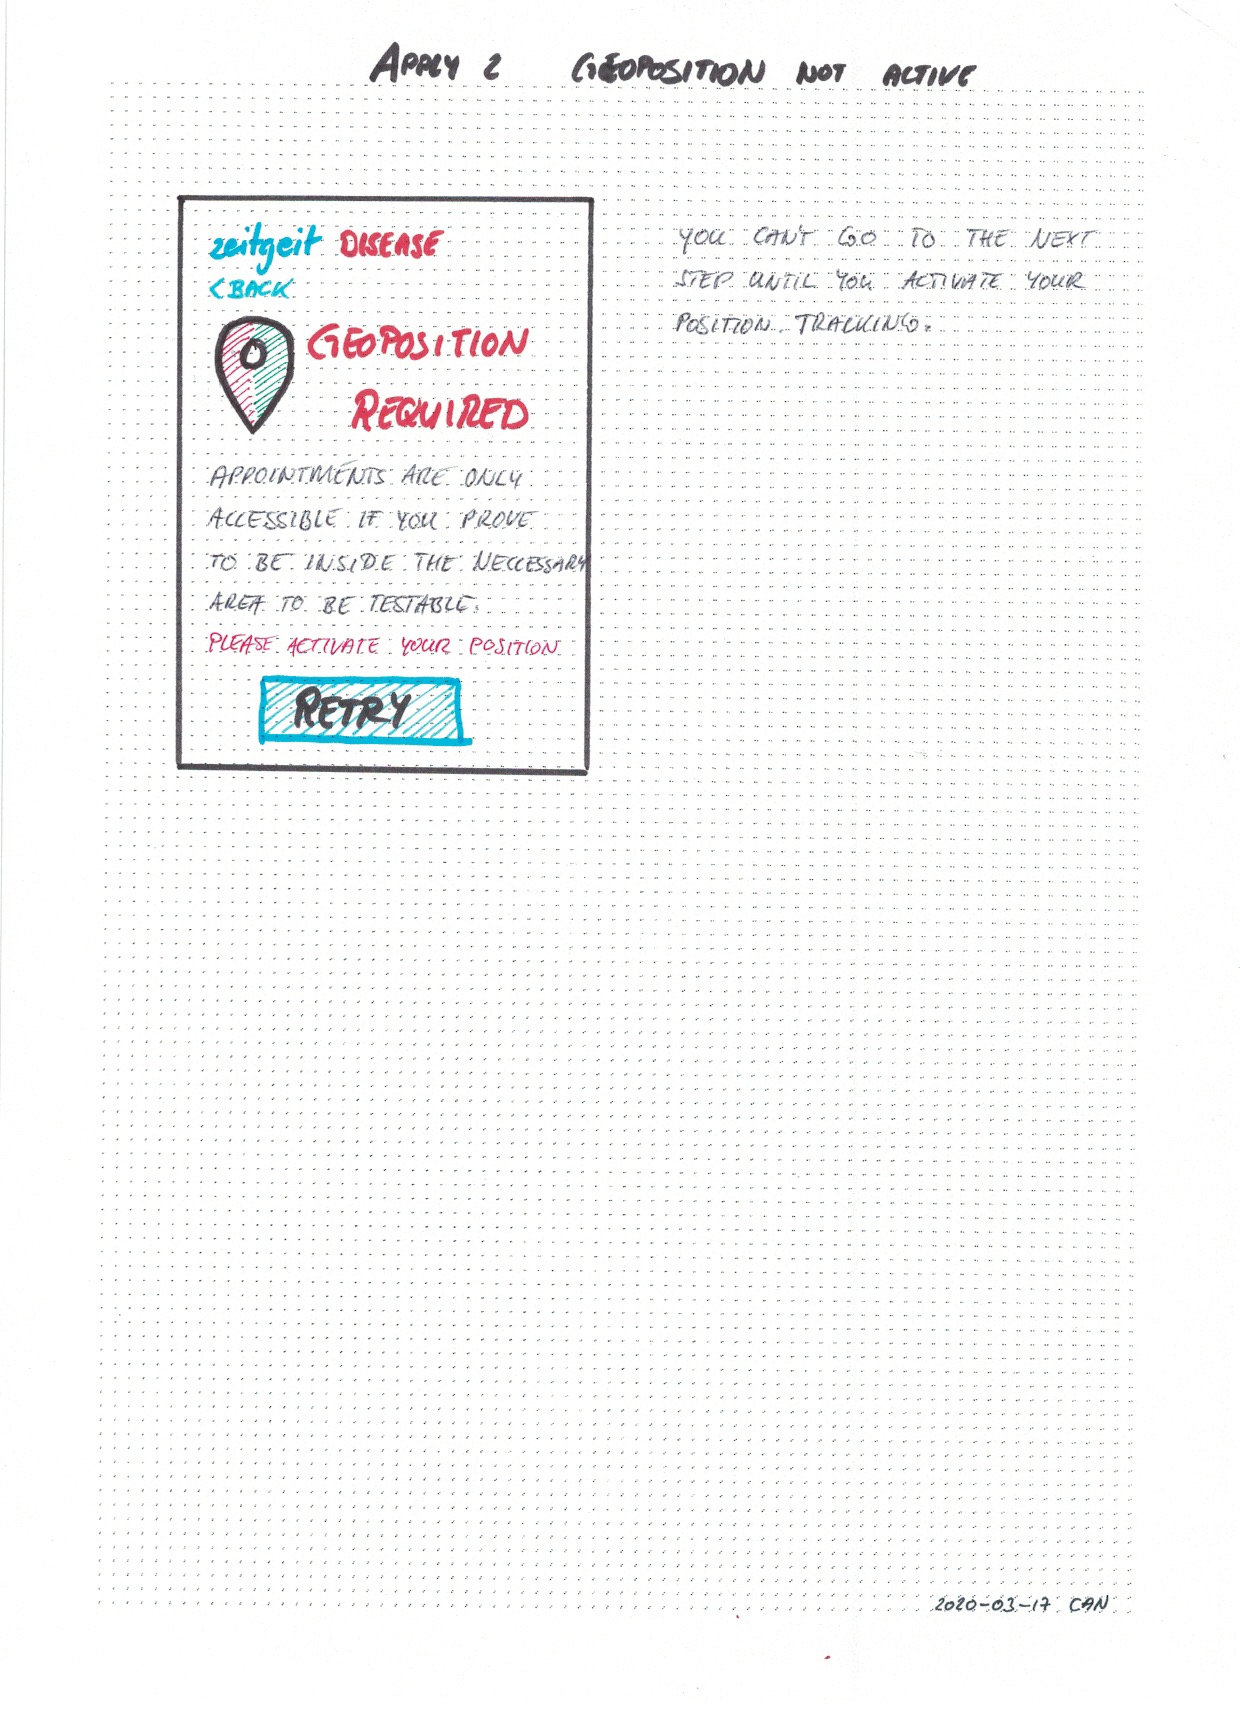 APPLY 2 GEOPOSITION NOT ACTIVE
zeitgeit DISEASE
<BACK
GEOPOSITION
REQUIRED
APPOINTMENTS ARE ONLY
ACCESSIBLE IF YOU PROVE
TO BE INSIDE THE NECCESSARY
AREA TO BE TESTABLE.
PLEASE ACTIVATE YOUR POSITION
RETRY
YOU CAN'T GO TO THE NEXT
STEP UNTIL YOU ACTIVATE YOUR
POSITION TRACKING.
2020-03-17 CAN